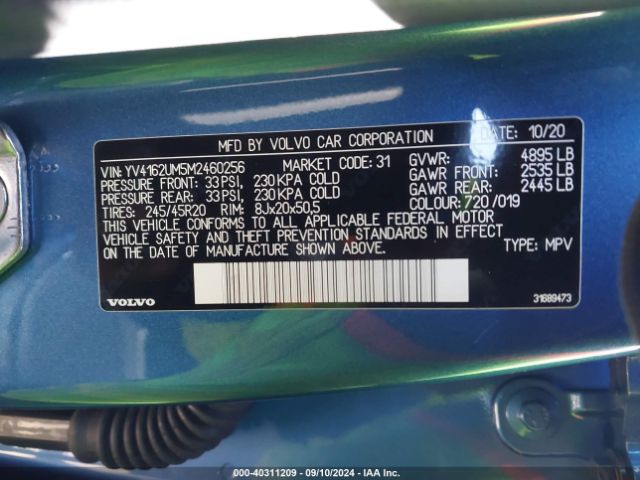 MFD BY VOLVO CAR CORPORATION DATE: 10/20
VIN: YV4162UM5M2460256 MARKET CODE: 31 GVWR: 4895 LB
PRESSURE FRONT: 33 PSI, 230 KPA COLD GAWR FRONT: 2535 LB
PRESSURE REAR: 33 PSI, 230 KPA COLD GAWR REAR: 2445 LB
TIRES: 245/45R20 RIM: 8Jx20x50,5 COLOUR: 720 /019
THIS VEHICLE CONFORMS TO ALL APPLICABLE FEDERAL MOTOR
VEHICLE SAFETY AND THEFT PREVENTION STANDARDS IN EFFECT
ON THE DATE OF MANUFACTURE SHOWN ABOVE. TYPE: MPV
VOLVO 31689473
000-40311209 - 09/10/2024 - IAA Inc.